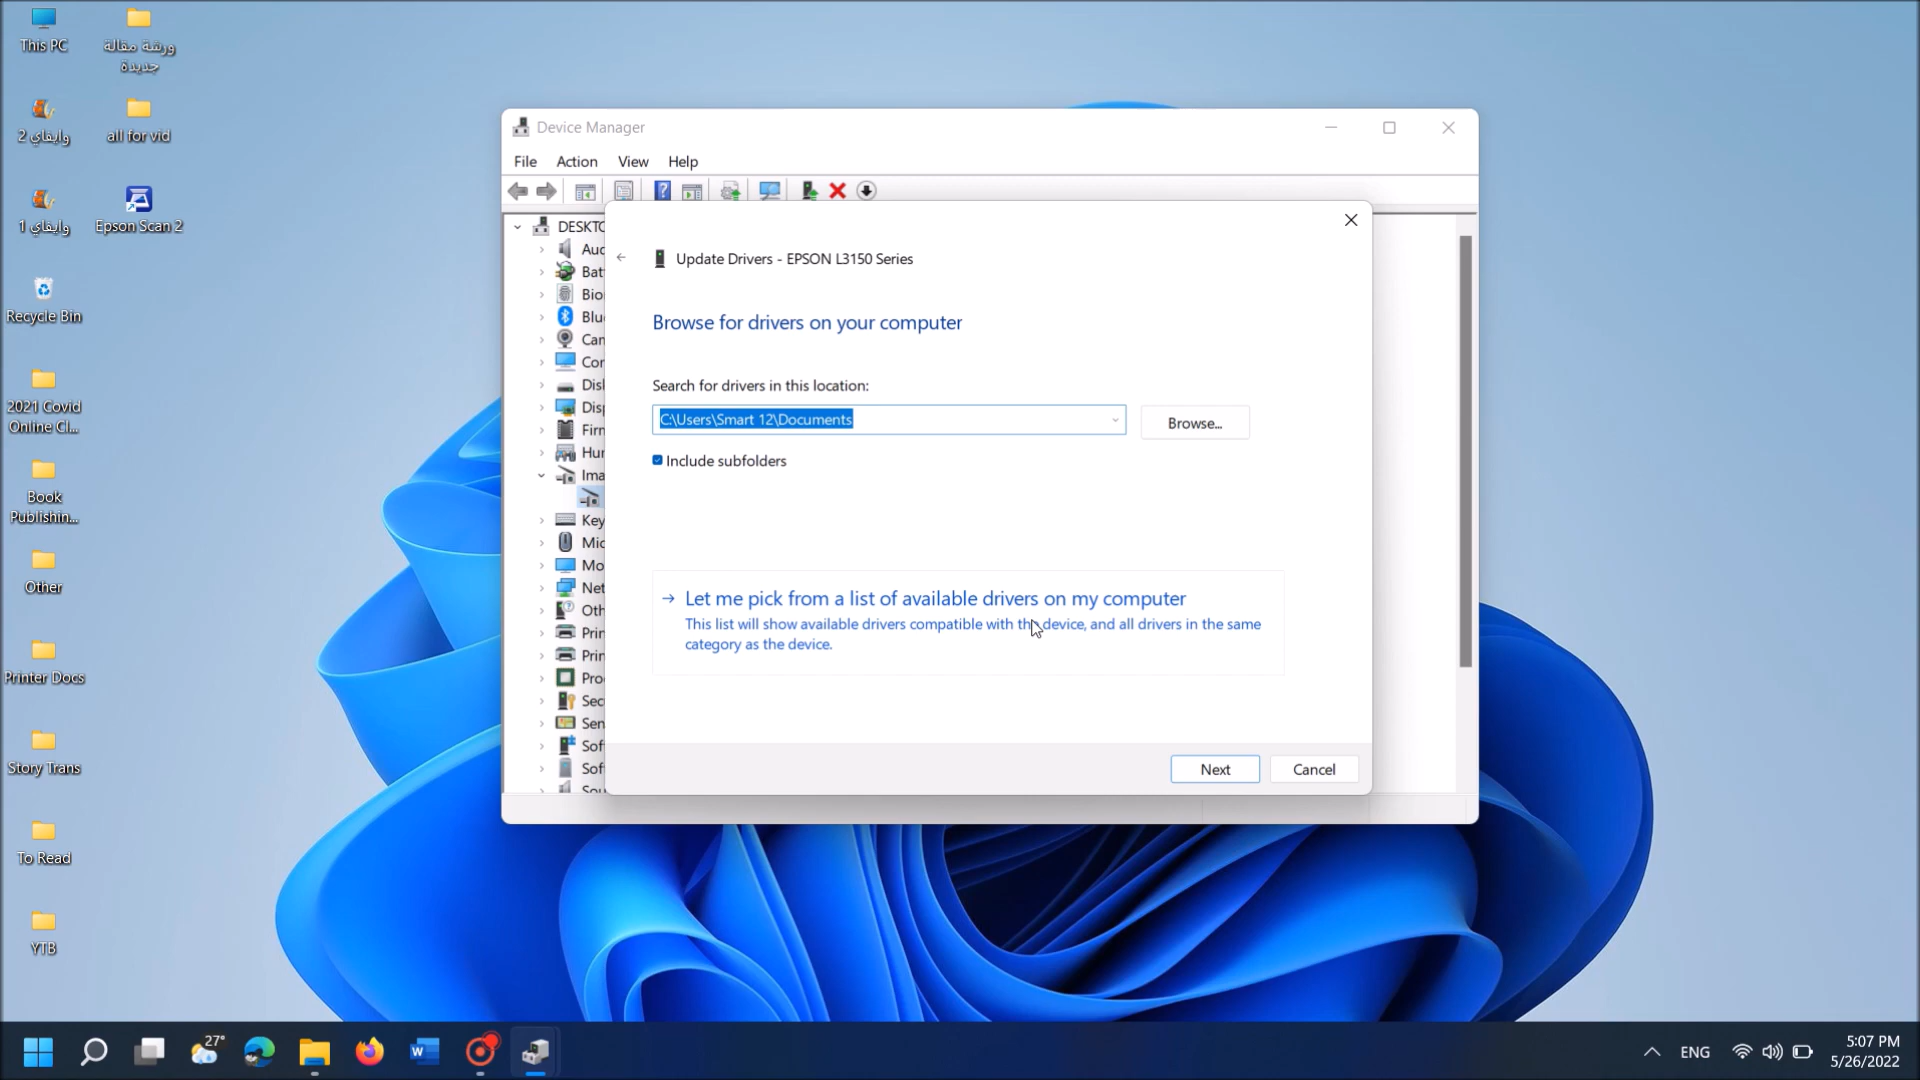 This PC
ورشة مقالة
جديدة
وايفاي 2
all for vid
وايفاي 1
Epson Scan 2
Recycle Bin
2021 Covid
Online Cl...
Book
Publishin...
Other
Printer Docs
Story Trans
To Read
YTB
Device Manager
File Action View Help
DESKTO
Aud
Bat
Bio
Blu
Can
Cor
Disl
Disp
Firn
Hur
Ima
Key
Mic
Mo
Net
Oth
Prin
Prin
Pro
Sec
Sen
Sof
Sof
Sou
Update Drivers - EPSON L3150 Series
Browse for drivers on your computer
Search for drivers in this location:
C:\Users\Smart 12\Documents
Browse...
Include subfolders
Let me pick from a list of available drivers on my computer
This list will show available drivers compatible with the device, and all drivers in the same
category as the device.
Next
Cancel
27°
ENG
5:07 PM
5/26/2022